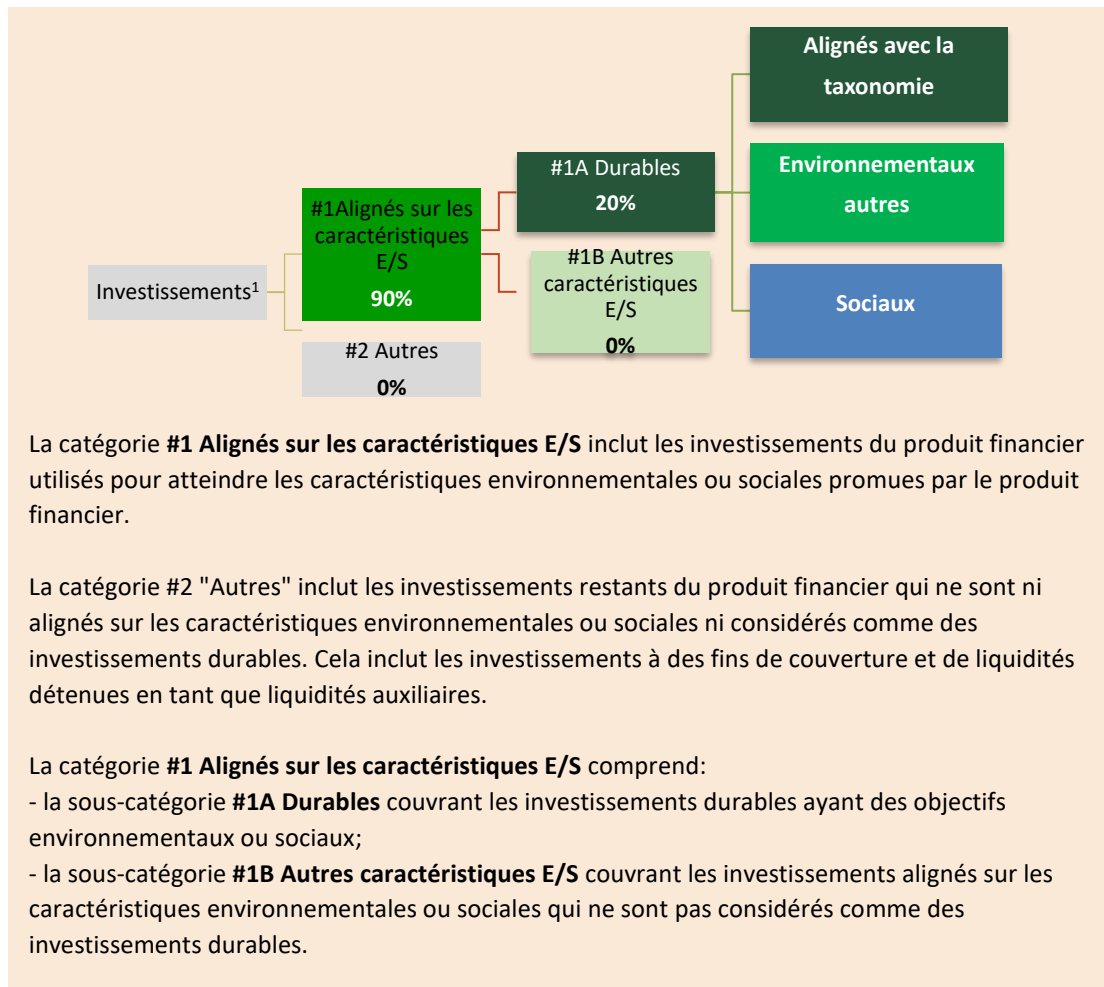 Investissements1
#1Alignés sur les
caractéristiques
E/S
90%
#2 Autres
0%
#1A Durables
20%
#1B Autres
caractéristiques
E/S
0%
Alignés avec la
taxonomie
Environnementaux
autres
Sociaux
La catégorie #1 Alignés sur les caractéristiques E/S inclut les investissements du produit financier
utilisés pour atteindre les caractéristiques environnementales ou sociales promues par le produit
financier.
La catégorie #2 "Autres" inclut les investissements restants du produit financier qui ne sont ni
alignés sur les caractéristiques environnementales ou sociales ni considérés comme des
investissements durables. Cela inclut les investissements à des fins de couverture et de liquidités
détenues en tant que liquidités auxiliaires.
La catégorie #1 Alignés sur les caractéristiques E/S comprend:
- la sous-catégorie #1A Durables couvrant les investissements durables ayant des objectifs
environnementaux ou sociaux;
- la sous-catégorie #1B Autres caractéristiques E/S couvrant les investissements alignés sur les
caractéristiques environnementales ou sociales qui ne sont pas considérés comme des
investissements durables.